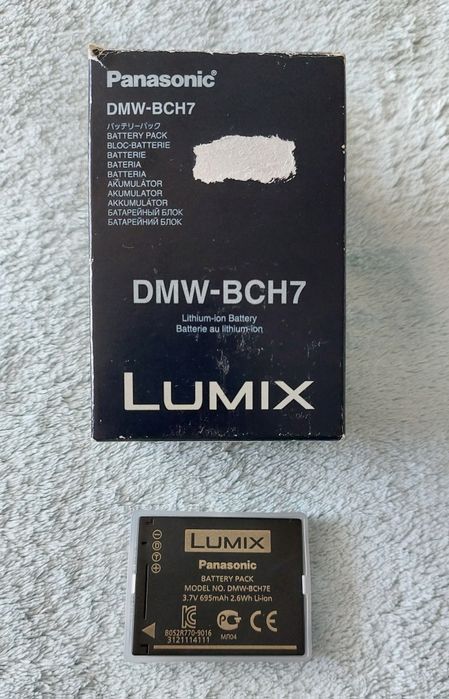 Panasonic®
DMW-BCH7
バッテリーパック
BATTERY PACK
BLOC-BATTERIE
BATTERIE
BATERIA
BATTERIA
AKUMULÁTOR
AKUMULATOR
AKKUMULÁTOR
БАТАРЕЙНЫЙ БЛОК
БАТАРЕЙНИЙ БЛОК
DMW-BCH7
Lithium-ion Battery
Batterie au lithium-ion
LUMIX
LUMIX
Panasonic
BATTERY PACK
MODEL NO. DMW-BCH7E
3.7V 695mAh 2.6Wh Li-ion
B052R770-9016
3121114111
МЛ04